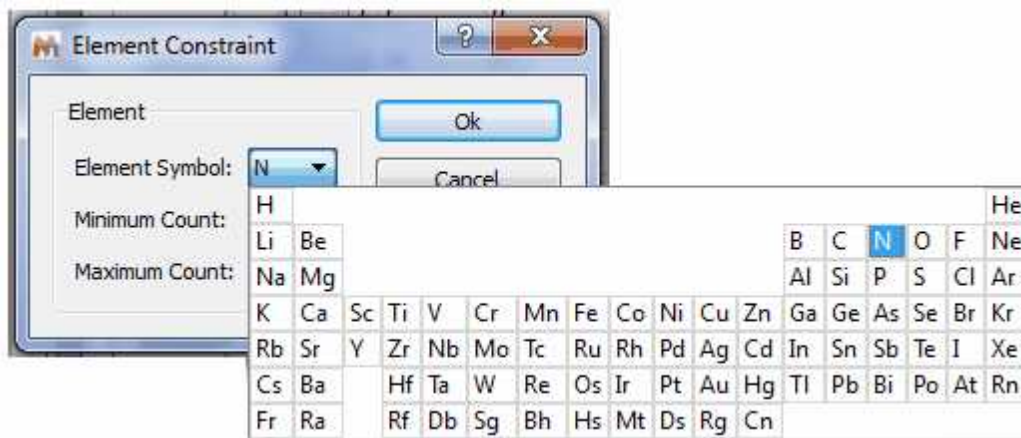 Element Constraint ?
Element
Ok
Element Symbol: N
Cancel
Minimum Count:
Maximum Count:
H He
Li Be B C N O F Ne
Na Mg Al Si P S Cl Ar
K Ca Sc Ti V Cr Mn Fe Co Ni Cu Zn Ga Ge As Se Br Kr
Rb Sr Y Zr Nb Mo Tc Ru Rh Pd Ag Cd In Sn Sb Te I Xe
Cs Ba Hf Ta W Re Os Ir Pt Au Hg Tl Pb Bi Po At Rn
Fr Ra Rf Db Sg Bh Hs Mt Ds Rg Cn